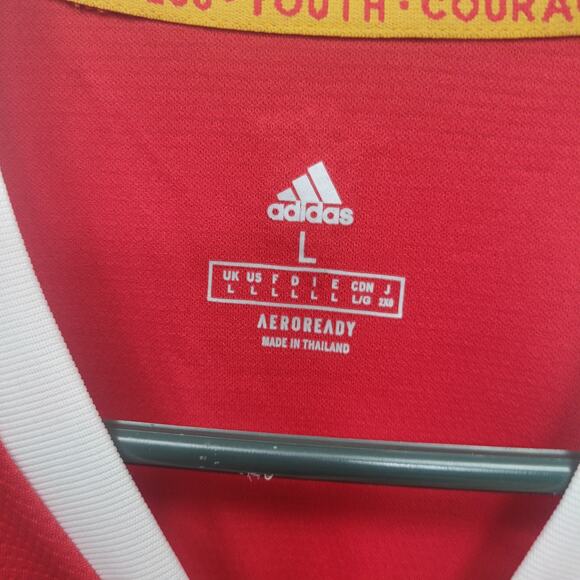 · YOUTH · COURA
adidas
L
UK US F D I E CDN J
L L L L L L L/G 2XO
AEROREADY
MADE IN THAILAND